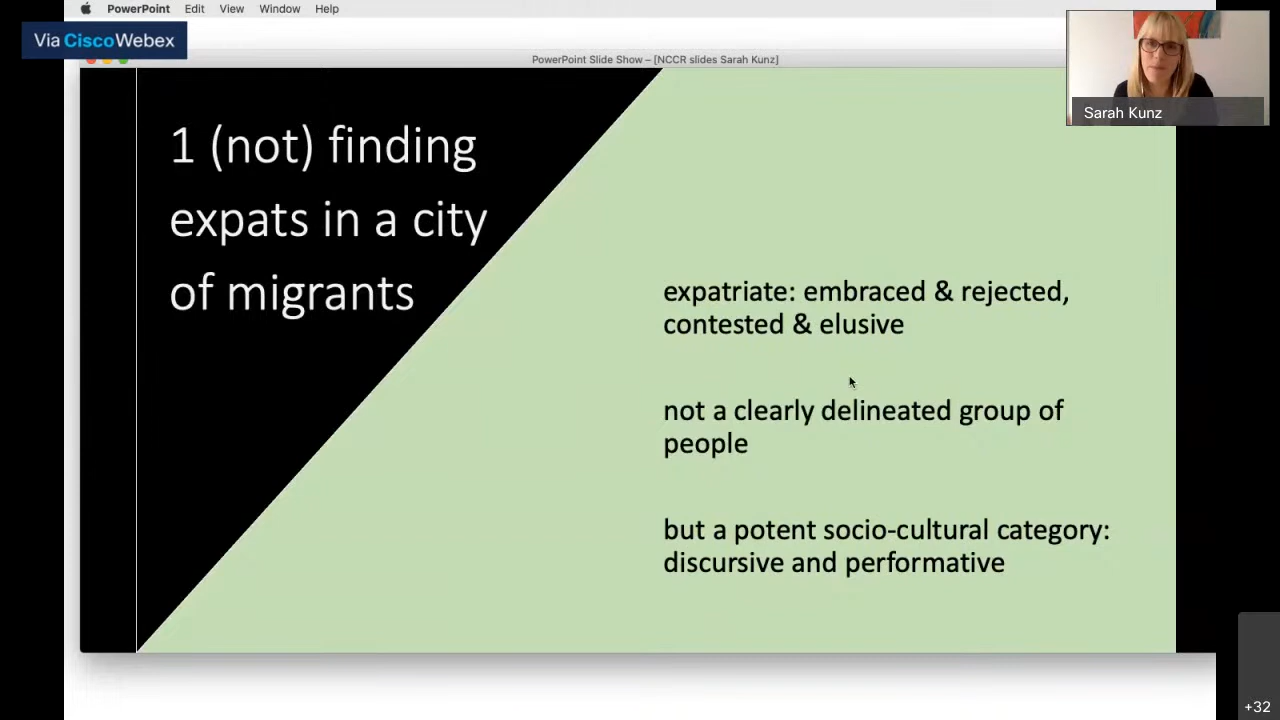 PowerPoint Edit View Window Help
Via Cisco Webex
PowerPoint Slide Show – [NCCR slides Sarah Kunz]
Sarah Kunz
1 (not) finding
expats in a city
of migrants
expatriate: embraced & rejected,
contested & elusive
not a clearly delineated group of
people
but a potent socio-cultural category:
discursive and performative
+32